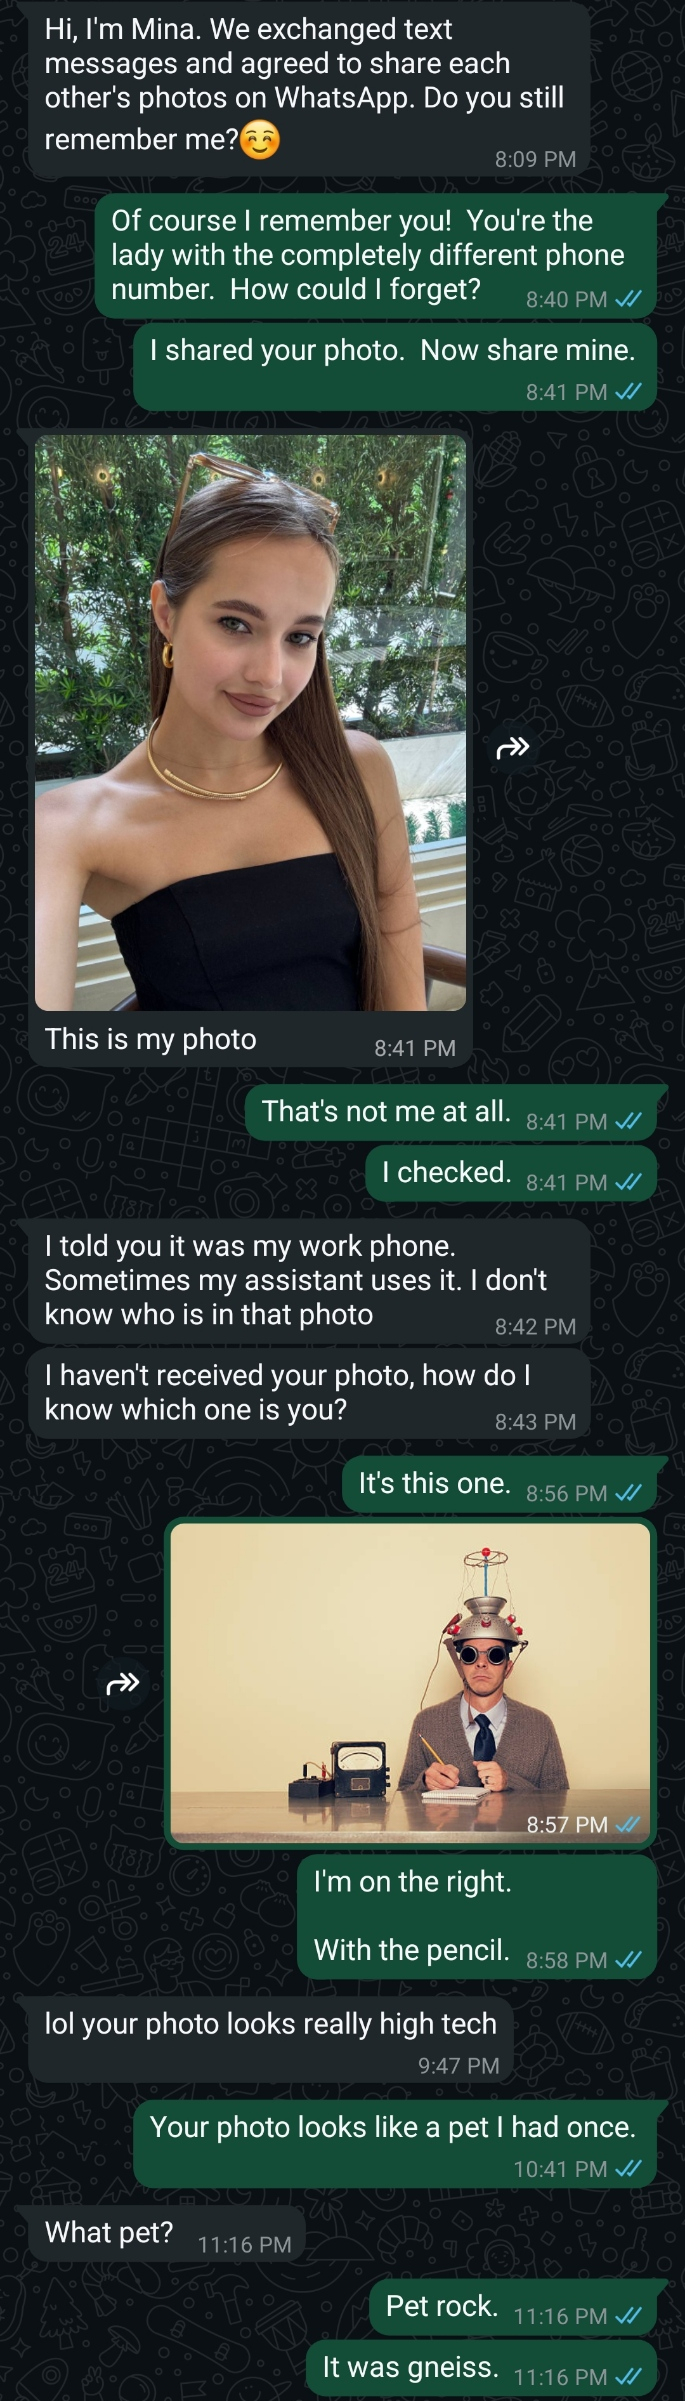 Hi, I'm Mina. We exchanged text
messages and agreed to share each
other's photos on WhatsApp. Do you still
remember me?☺️
8:09 PM
Of course I remember you!  You're the
lady with the completely different phone
number.  How could I forget?
8:40 PM
I shared your photo.  Now share mine.
8:41 PM
This is my photo
8:41 PM
That's not me at all.
8:41 PM
I checked.
8:41 PM
I told you it was my work phone.
Sometimes my assistant uses it. I don't
know who is in that photo
8:42 PM
I haven't received your photo, how do I
know which one is you?
8:43 PM
It's this one.
8:56 PM
8:57 PM
I'm on the right.
With the pencil.
8:58 PM
lol your photo looks really high tech
9:47 PM
Your photo looks like a pet I had once.
10:41 PM
What pet?
11:16 PM
Pet rock.
11:16 PM
It was gneiss.
11:16 PM